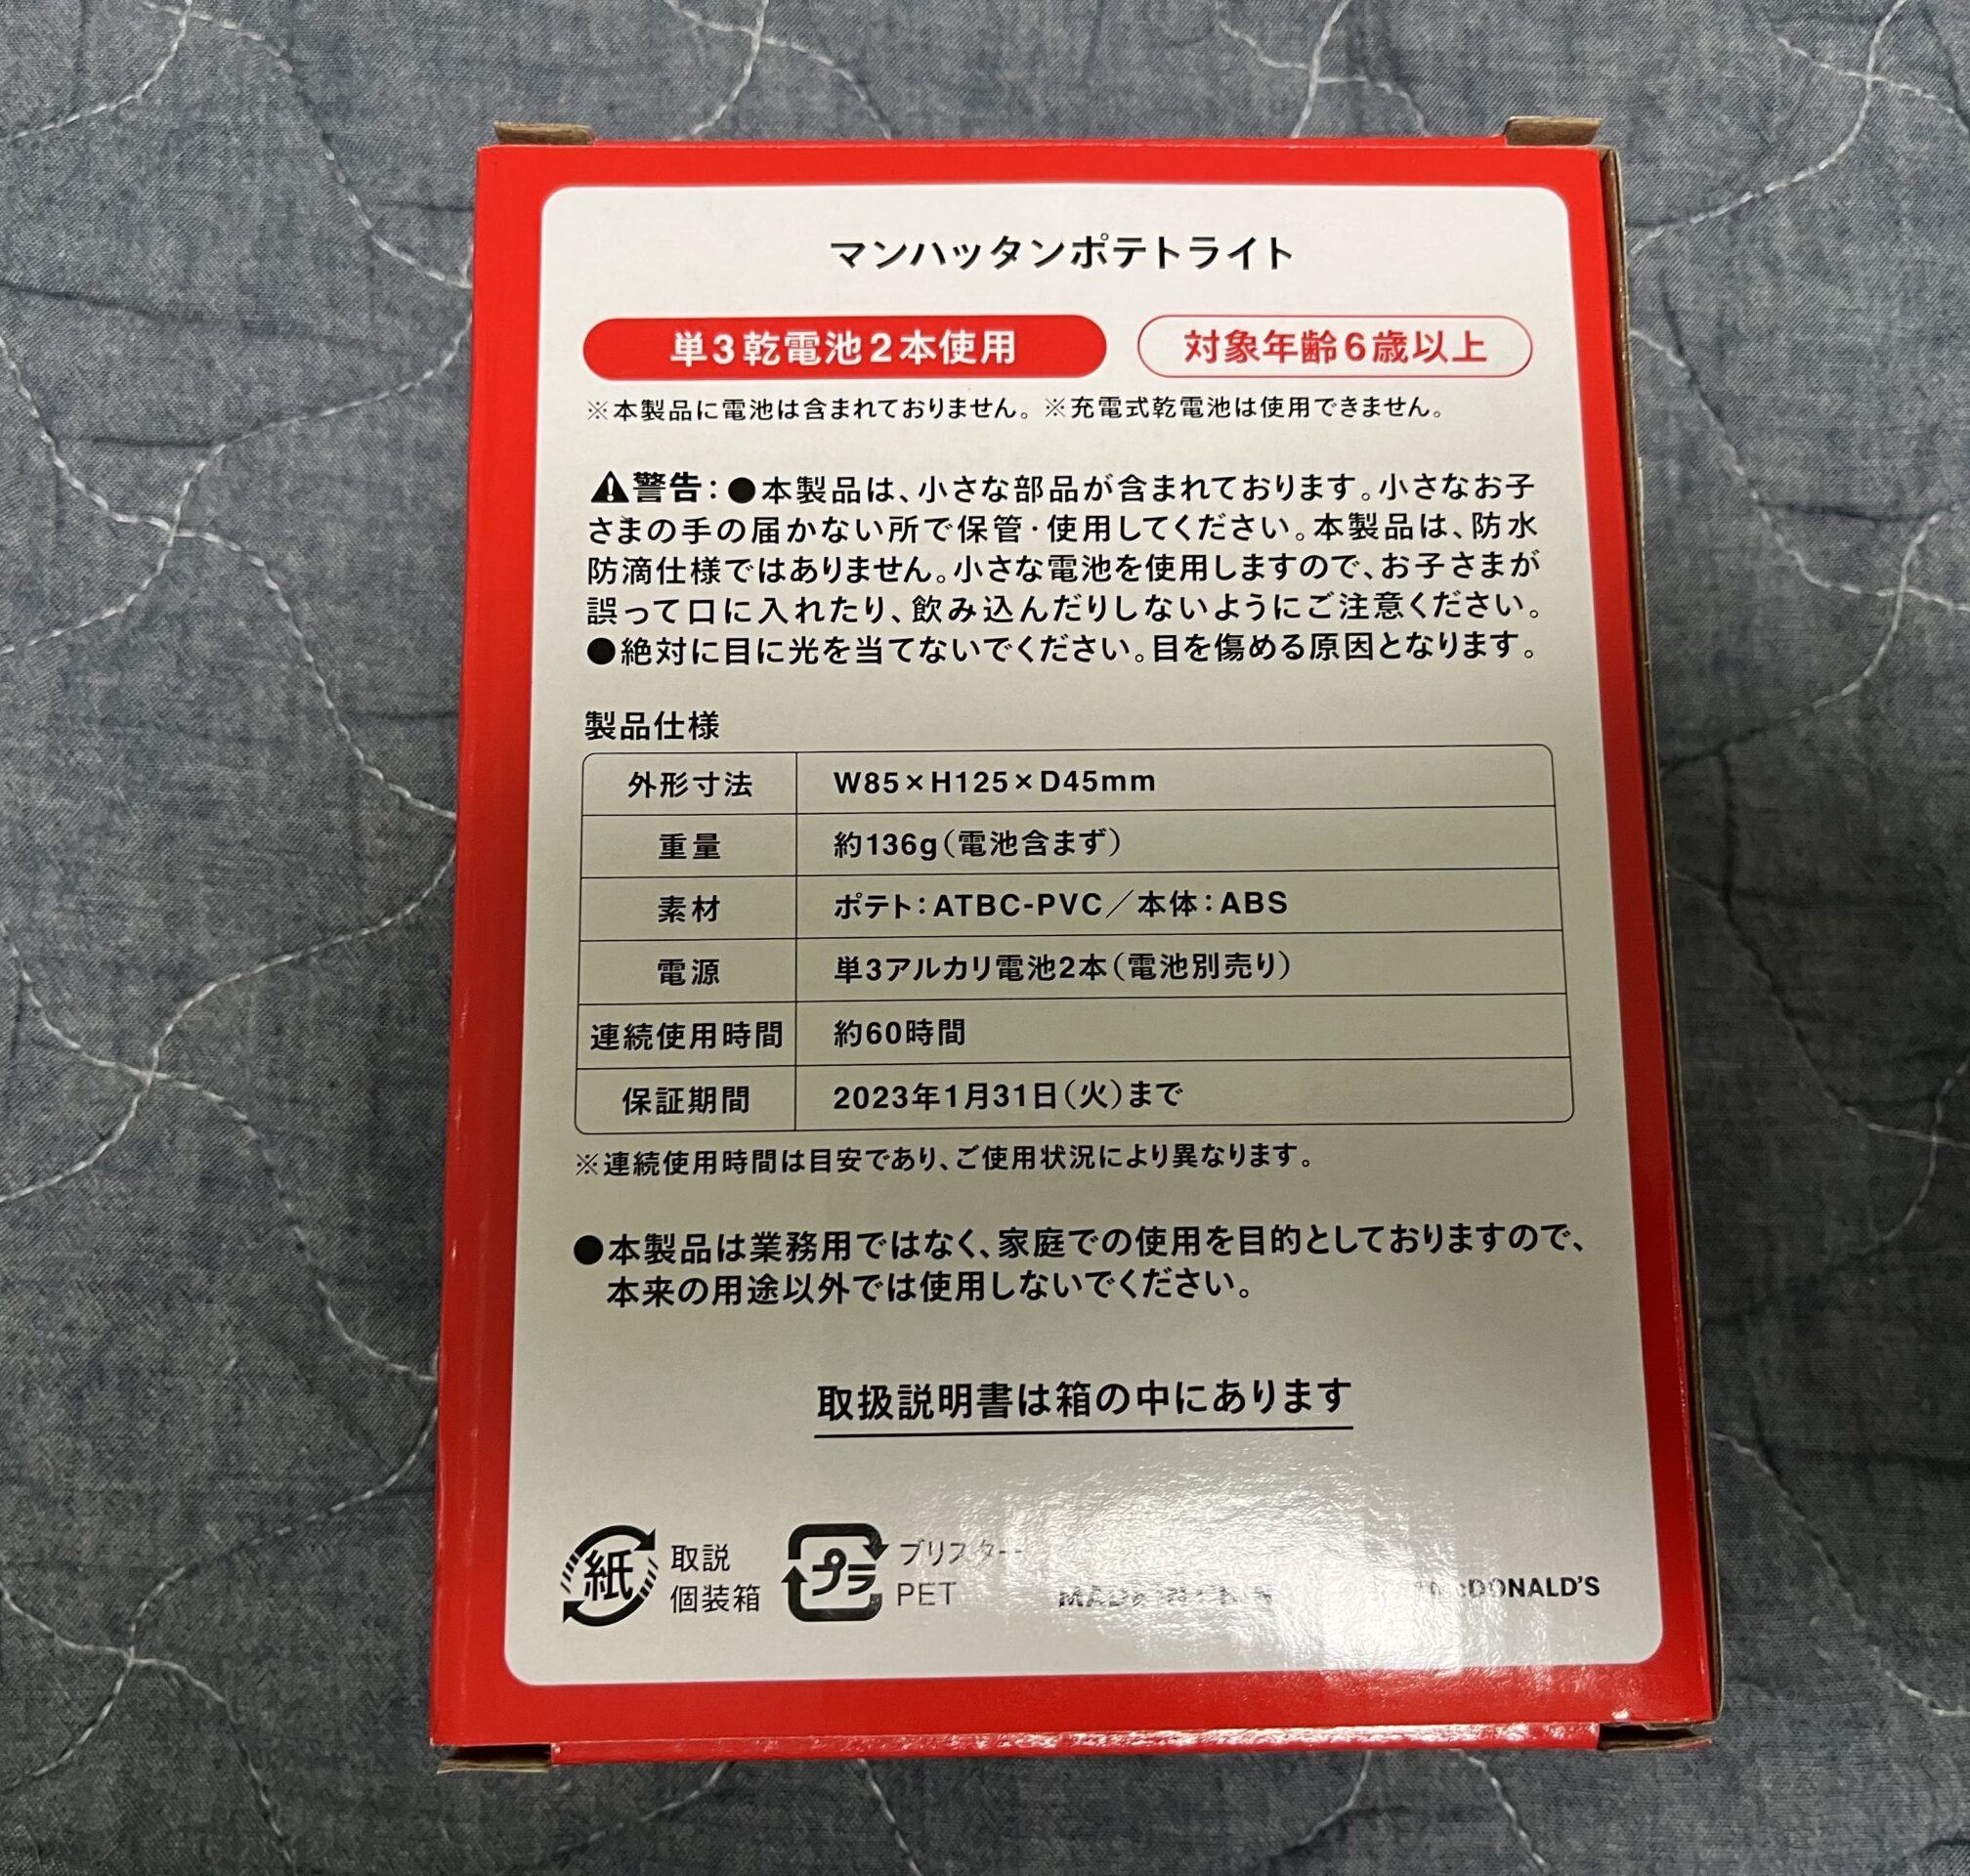 マンハッタンポテトライト
単3乾電池2本使用 対象年齢6歳以上
※本製品に電池は含まれておりません。※充電式乾電池は使用できません。
警告：●本製品は、小さな部品が含まれております。小さなお子
さまの手の届かない所で保管・使用してください。本製品は、防水
防滴仕様ではありません。小さな電池を使用しますので、お子さまが
誤って口に入れたり、飲み込んだりしないようにご注意ください。
●絶対に目に光を当てないでください。目を傷める原因となります。
製品仕様
外形寸法 W85×H125×D45mm
重量 約136g（電池含まず）
素材 ポテト：ATBC-PVC／本体：ABS
電源 単3アルカリ電池2本（電池別売り）
連続使用時間 約60時間
保証期間 2023年1月31日（火）まで
※連続使用時間は目安であり、ご使用状況により異なります。
●本製品は業務用ではなく、家庭での使用を目的としておりますので、
本来の用途以外では使用しないでください。
取扱説明書は箱の中にあります
紙 取説
個装箱
プラ ブリスター
PET
McDONALD'S